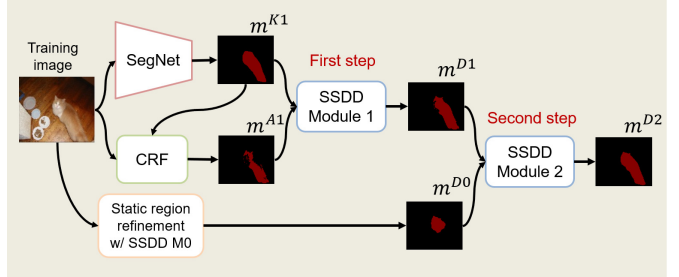 Training
image
SegNet
m^{K1}
First step
SSDD
Module 1
m^{D1}
Second step
CRF
m^{A1}
SSDD
Module 2
m^{D2}
Static region
refinement
w/ SSDD M0
m^{D0}